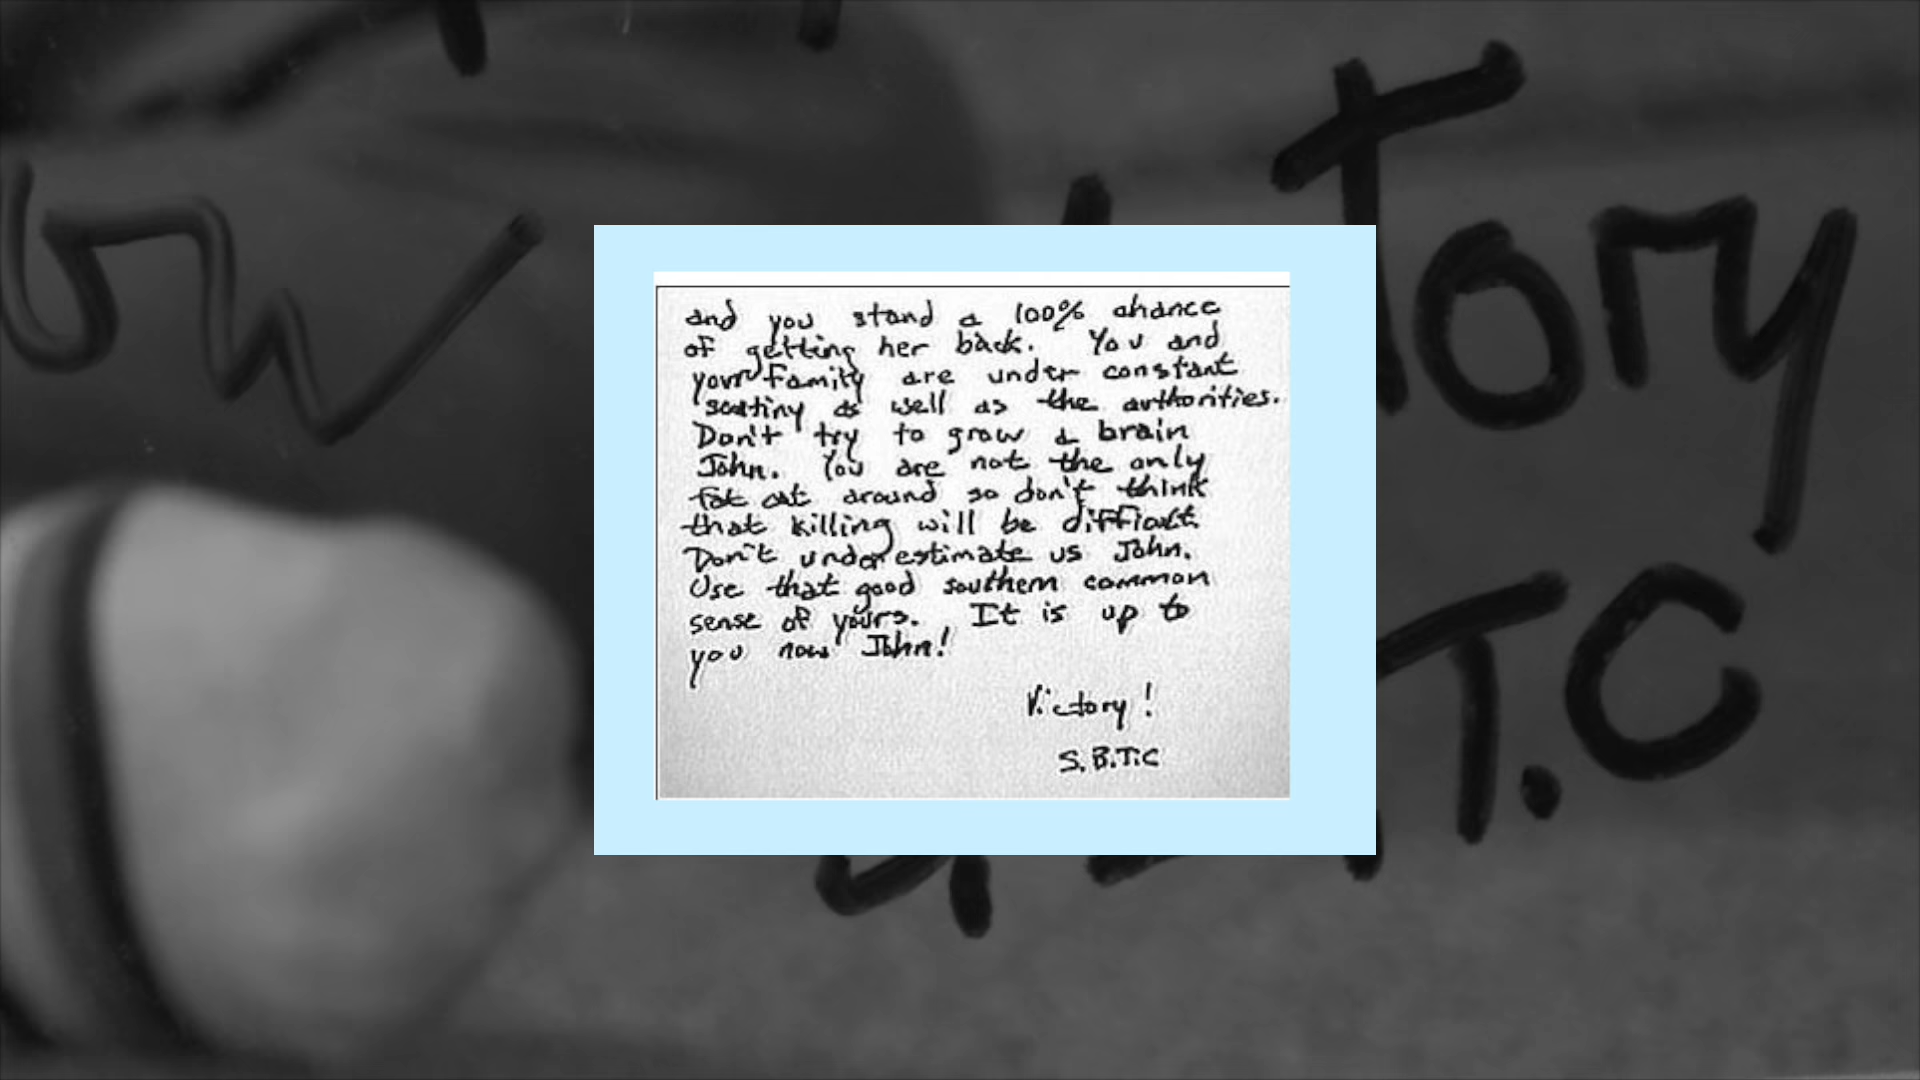 and you stand a 100% chance
of getting her back. You and
your family are under constant
scutiny as well as the authorities.
Don't try to grow a brain
John. You are not the only
fat cat around so don't think
that killing will be difficult.
Don't underestimate us John.
Use that good southern common
sense of yours. It is up to
you now John!
Victory!
S.B.T.C
tory
T.C